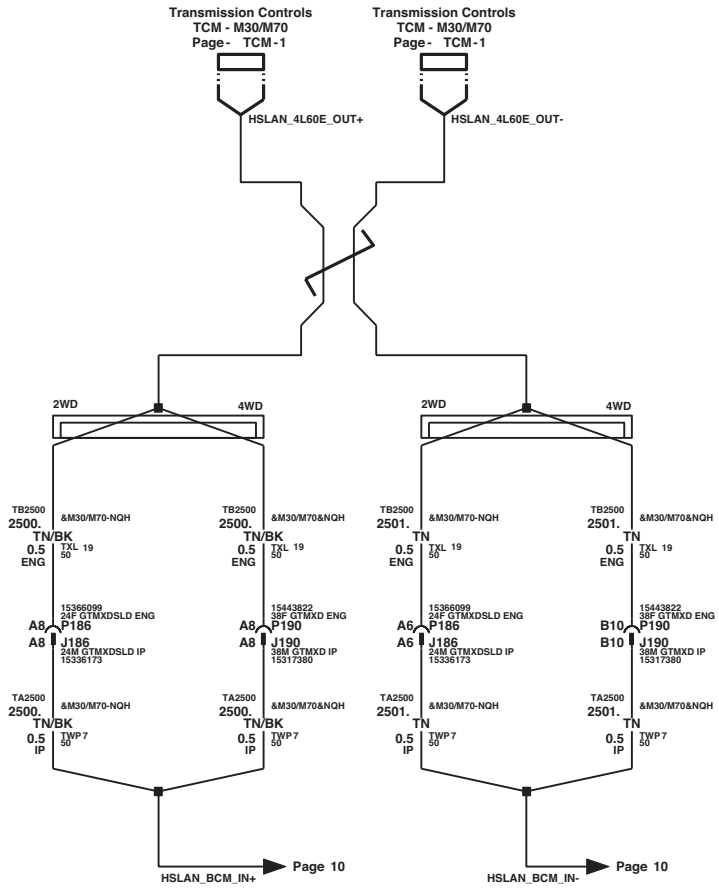 Transmission Controls
TCM - M30/M70
Page- TCM-1
Transmission Controls
TCM - M30/M70
Page- TCM-1
HSLAN_4L60E_OUT+
HSLAN_4L60E_OUT-
2WD
4WD
2WD
4WD
TB2500
2500.
&M30/M70-NQH
TN/BK
0.5
TXL 19
50
ENG
TB2500
2500.
&M30/M70&NQH
TN/BK
0.5
TXL 19
50
ENG
TB2500
2501.
&M30/M70-NQH
TN
0.5
TXL 19
50
ENG
TB2500
2501.
&M30/M70&NQH
TN
0.5
TXL 19
50
ENG
15366099
24F GTMXDSLD ENG
A8 P186
A8 J186
24M GTMXDSLD IP
15336173
15443822
38F GTMXD ENG
A8 P190
A8 J190
38M GTMXD IP
15317380
15366099
24F GTMXDSLD ENG
A6 P186
A6 J186
24M GTMXDSLD IP
15336173
15443822
38F GTMXD ENG
B10 P190
B10 J190
38M GTMXD IP
15317380
TA2500
2500.
&M30/M70-NQH
TN/BK
0.5
TWP7
50
IP
TA2500
2500.
&M30/M70&NQH
TN/BK
0.5
TWP7
50
IP
TA2500
2501.
&M30/M70-NQH
TN
0.5
TWP7
50
IP
TA2500
2501.
&M30/M70&NQH
TN
0.5
TWP7
50
IP
Page 10
HSLAN_BCM_IN+
Page 10
HSLAN_BCM_IN-